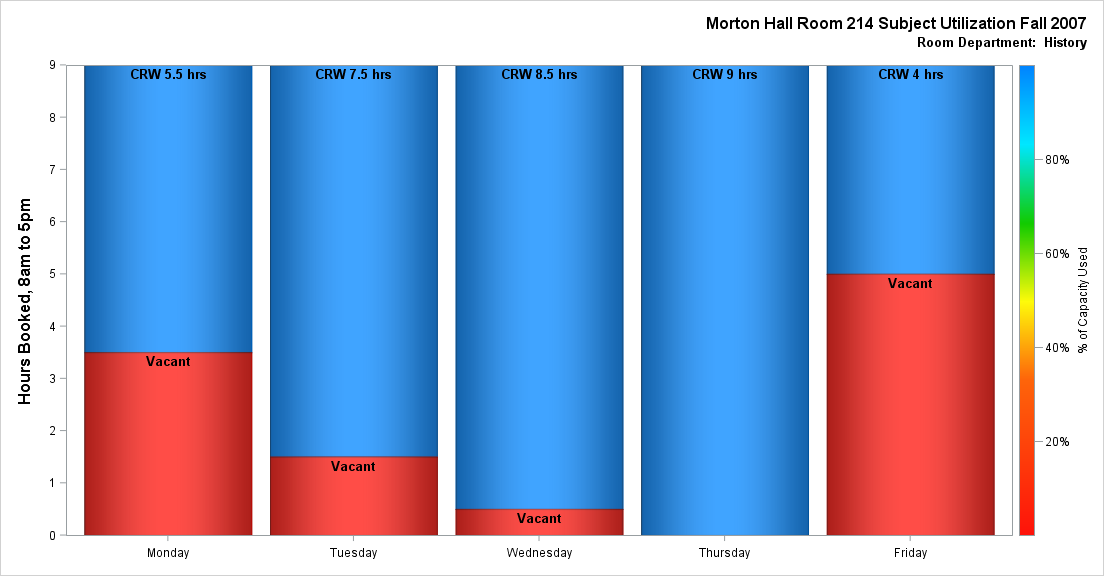 Morton Hall Room 214 Subject Utilization Fall 2007
Room Department:  History
Hours Booked, 8am to 5pm
9
8
7
6
5
4
3
2
1
0
CRW 5.5 hrs
Vacant
CRW 7.5 hrs
Vacant
CRW 8.5 hrs
Vacant
CRW 9 hrs
CRW 4 hrs
Vacant
Monday
Tuesday
Wednesday
Thursday
Friday
80%
60%
40%
20%
% of Capacity Used